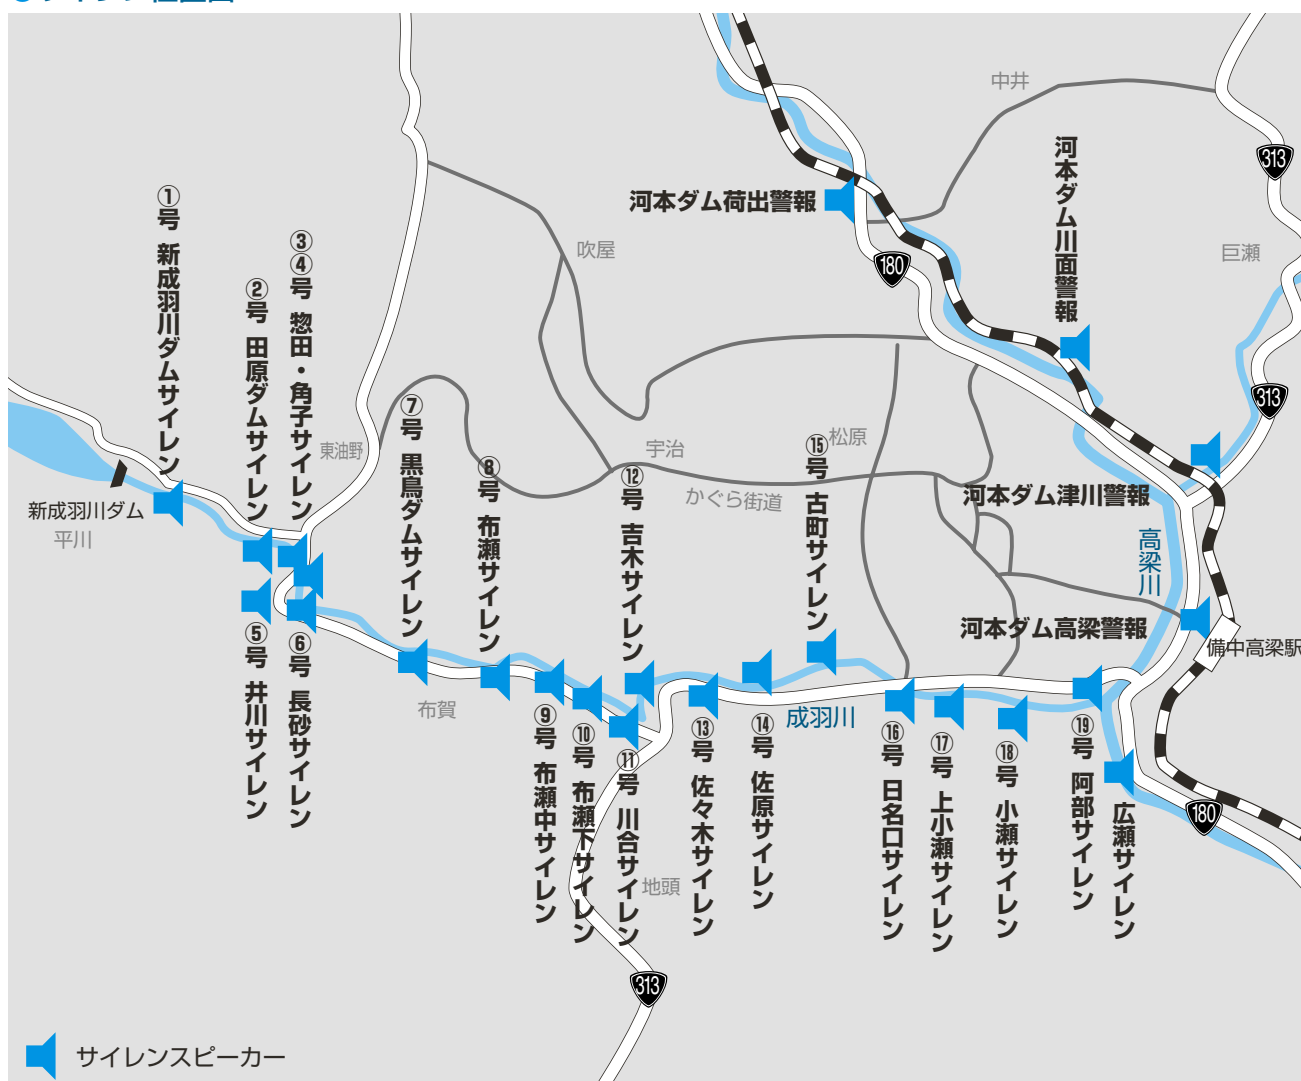 中井
313
河本ダム川面警報
河本ダム荷出警報
①号 新成羽川ダムサイレン
③④号 惣田・角子サイレン
②号 田原ダムサイレン
吹屋
180
巨瀬
313
⑦号 黒鳥ダムサイレン
東油野
⑧号 布瀬サイレン
宇治
⑫号 吉木サイレン
⑮号 古町サイレン
松原
かぐら街道
河本ダム津川警報
新成羽川ダム
平川
高梁川
河本ダム高梁警報
備中高梁駅
⑤号 井川サイレン
⑥号 長砂サイレン
布賀
⑨号 布瀬中サイレン
⑩号 布瀬下サイレン
⑪号 川合サイレン
⑬号 佐々木サイレン
⑭号 佐原サイレン
成羽川
⑯号 日名口サイレン
⑰号 上小瀬サイレン
⑱号 小瀬サイレン
⑲号 阿部サイレン
広瀬サイレン
180
地頭
313
サイレンスピーカー